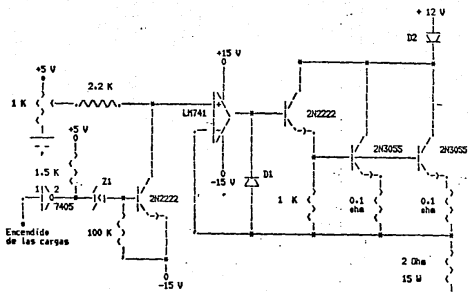 + 12 V
D2
+15 V
+5 V
2.2 K
1 K
LM741
2N2222
+5 V
2N3055
2N3055
-15 V
1.5 K
Z1
D1
1 2
7405
2N2222
1 K
0.1
ohm
0.1
ohm
100 K
Encendido
de las cargas
-15 V
2 Ohm
15 W